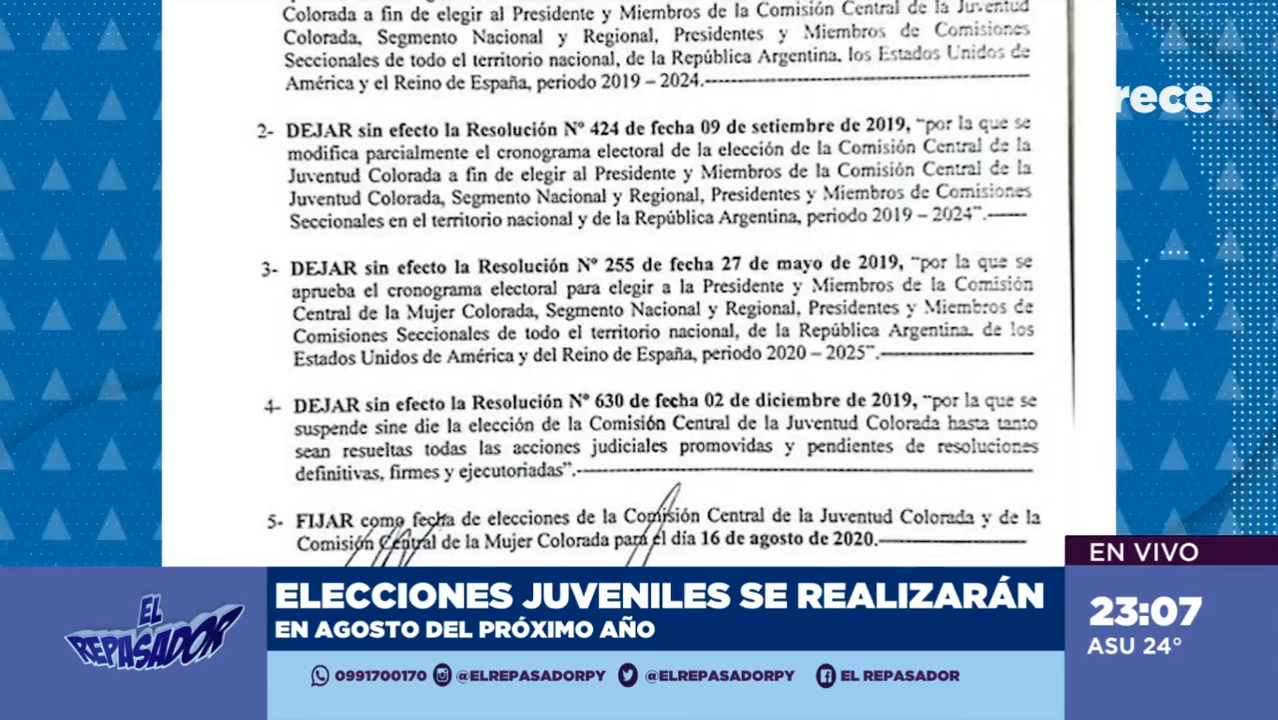 Colorada a fin de elegir al Presidente y Miembros de la Comisión Central de la Juventud
Colorada, Segmento Nacional y Regional, Presidentes y Miembros de Comisiones
Seccionales de todo el territorio nacional, de la República Argentina, los Estados Unidos de
América y el Reino de España, periodo 2019 – 2024.
rece
2- DEJAR sin efecto la Resolución Nº 424 de fecha 09 de setiembre de 2019, “por la que se
modifica parcialmente el cronograma electoral de la elección de la Comisión Central de la
Juventud Colorada a fin de elegir al Presidente y Miembros de la Comisión Central de la
Juventud Colorada, Segmento Nacional y Regional, Presidentes y Miembros de Comisiones
Seccionales en el territorio nacional y de la República Argentina, periodo 2019 – 2024”.
3- DEJAR sin efecto la Resolución Nº 255 de fecha 27 de mayo de 2019, “por la que se
aprueba el cronograma electoral para elegir a la Presidente y Miembros de la Comisión
Central de la Mujer Colorada, Segmento Nacional y Regional, Presidentes y Miembros de
Comisiones Seccionales de todo el territorio nacional, de la República Argentina, de los
Estados Unidos de América y del Reino de España, periodo 2020 – 2025”.
4- DEJAR sin efecto la Resolución Nº 630 de fecha 02 de diciembre de 2019, “por la que se
suspende sine die la elección de la Comisión Central de la Juventud Colorada hasta tanto
sean resueltas todas las acciones judiciales promovidas y pendientes de resoluciones
definitivas, firmes y ejecutoriadas”.
5- FIJAR como fecha de elecciones de la Comisión Central de la Juventud Colorada y de la
Comisión Central de la Mujer Colorada para el día 16 de agosto de 2020.
EN VIVO
EL
REPASADOR
ELECCIONES JUVENILES SE REALIZARÁN
EN AGOSTO DEL PRÓXIMO AÑO
23:07
ASU 24°
0991700170 @ELREPASADORPY @ELREPASADORPY EL REPASADOR